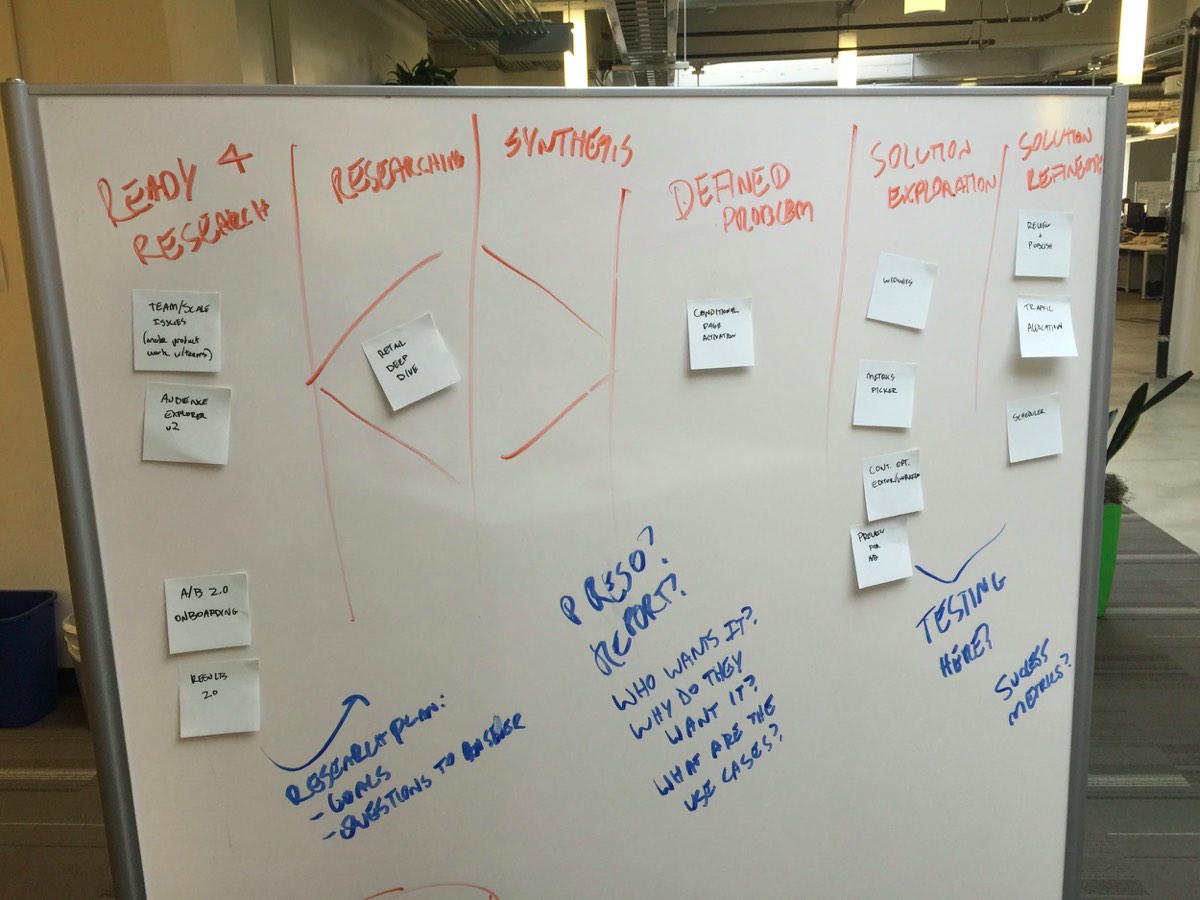 READY 4
RESEARCH
RESEARCHING
SYNTHESIS
DEFINED
PROBLEM
SOLUTION
EXPLORATION
SOLUTION
TEAM/SCALE
ISSUES
(make product
work w/teams)
AUDIENCE
EXPLORER
v2
A/B 2.0
ONBOARDING
RESULTS
2.0
RETAIL
DEEP
DIVE
CONDITIONAL
PAGE
ACTIVATION
WIDGETS
METRICS
PICKER
CONT. OPT.
EDITOR/
PREVIEW
FOR
AB
REVIEW
+
PUBLISH
TRAFFIC
ALLOCATION
SCHEDULER
RESEARCH PLAN:
- GOALS
- QUESTIONS TO ANSWER
PRESO?
REPORT?
WHO WANTS IT?
WHY DO THEY
WANT IT?
WHAT ARE THE
USE CASES?
TESTING
HERE?
SUCCESS
METRICS?